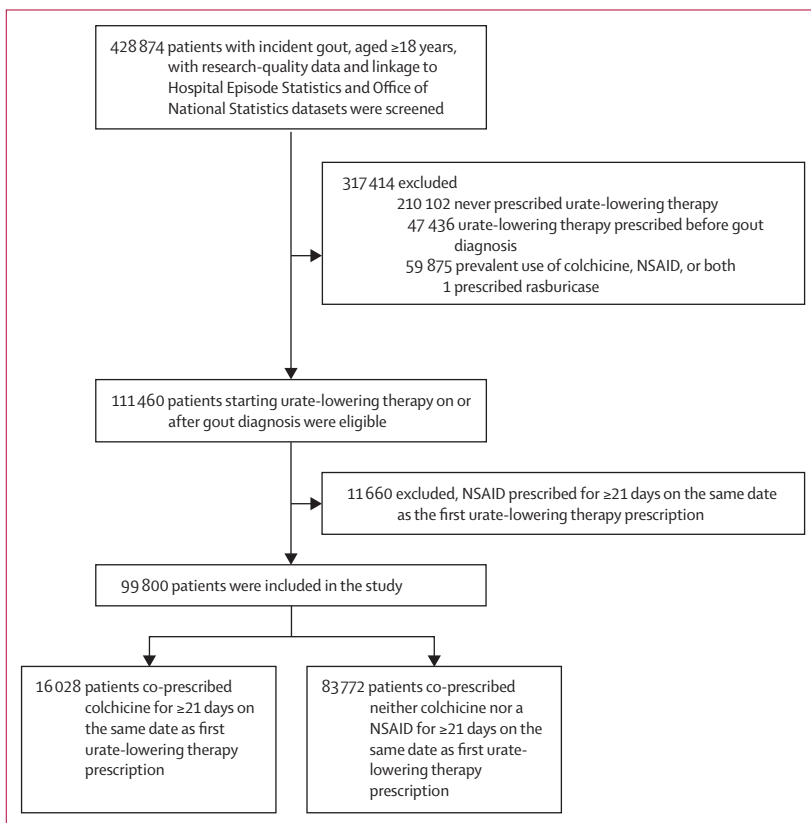 428 874 patients with incident gout, aged ≥18 years,
with research-quality data and linkage to
Hospital Episode Statistics and Office of
National Statistics datasets were screened
317 414 excluded
210 102 never prescribed urate-lowering therapy
47 436 urate-lowering therapy prescribed before gout
diagnosis
59 875 prevalent use of colchicine, NSAID, or both
1 prescribed rasburicase
111 460 patients starting urate-lowering therapy on or
after gout diagnosis were eligible
11 660 excluded, NSAID prescribed for ≥21 days on the same date
as the first urate-lowering therapy prescription
99 800 patients were included in the study
16 028 patients co-prescribed
colchicine for ≥21 days on
the same date as first
urate-lowering therapy
prescription
83 772 patients co-prescribed
neither colchicine nor a
NSAID for ≥21 days on the
same date as first urate-
lowering therapy
prescription